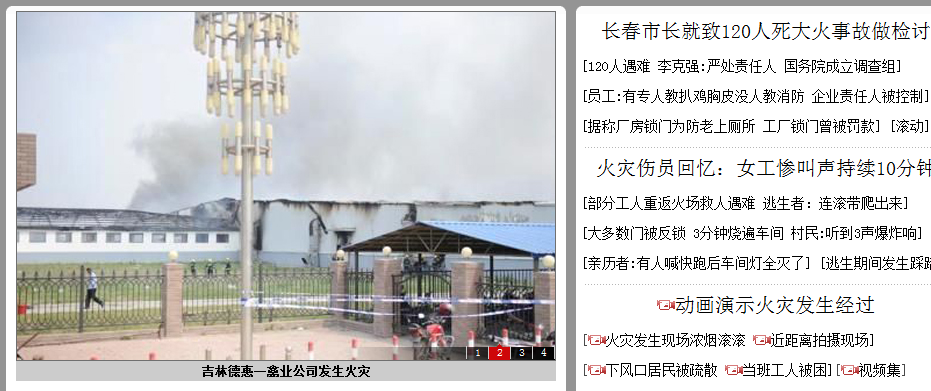 1 2 3 4
吉林德惠一鑫业公司发生火灾
长春市长就致120人死大火事故做检讨
[120人遇难 李克强:严处责任人 国务院成立调查组]
[员工:有专人教扒鸡胸皮没人教消防 企业责任人被控制]
[据称厂房锁门为防老上厕所 工厂锁门曾被罚款] [滚动]
火灾伤员回忆：女工惨叫声持续10分钟
[部分工人重返火场救人遇难 逃生者：连滚带爬出来]
[大多数门被反锁 3分钟烧遍车间 村民:听到3声爆炸响]
[亲历者:有人喊快跑后车间灯全灭了] [逃生期间发生踩踏
动画演示火灾发生经过
[火灾发生现场浓烟滚滚 近距离拍摄现场]
[下风口居民被疏散 当班工人被困] [视频集]